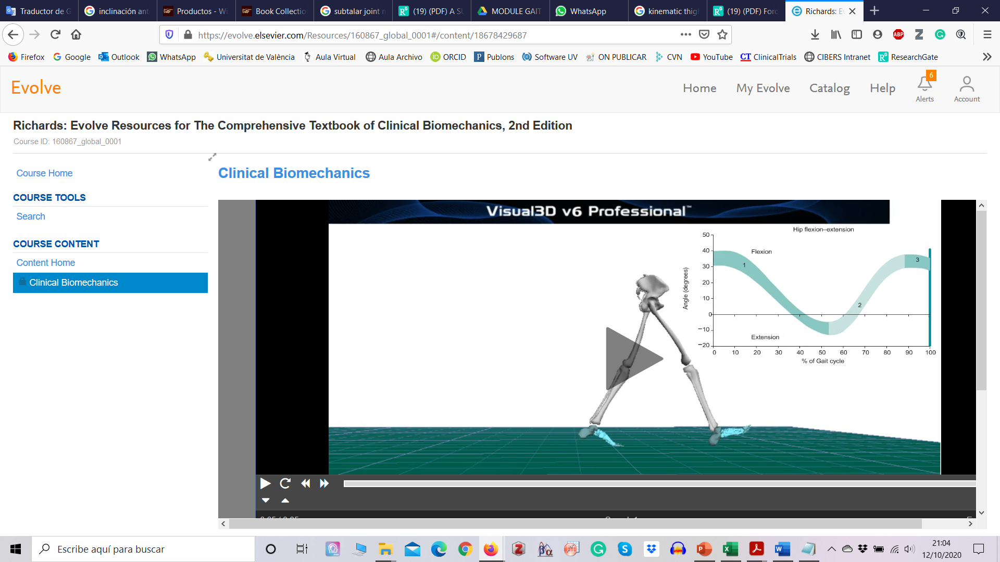 Traductor de G
inclinación ant
Productos - Wi
Book Collectio
subtalar joint m
(19) (PDF) A SU
MODULE GAIT
WhatsApp
kinematic thigh
(19) (PDF) Forc
Richards: Ev
https://evolve.elsevier.com/Resources/160867_global_0001#/content/18678429687
ABP
Firefox
Google
Outlook
WhatsApp
Universitat de València
Aula Virtual
Aula Archivo
ORCID
Publons
Software UV
ON PUBLICAR
CVN
YouTube
CT ClinicalTrials
CIBERS Intranet
ResearchGate
Evolve
Home
My Evolve
Catalog
Help
6
Alerts
Account
Richards: Evolve Resources for The Comprehensive Textbook of Clinical Biomechanics, 2nd Edition
Course ID: 160867_global_0001
Course Home
COURSE TOOLS
Search
COURSE CONTENT
Content Home
Clinical Biomechanics
Clinical Biomechanics
Visual3D v6 Professional™
Hip flexion–extension
50
40
30
20
10
0
−10
−20
Angle (degrees)
Flexion
Extension
1
2
3
0 10 20 30 40 50 60 70 80 90 100
% of Gait cycle
Escribe aquí para buscar
21:04
12/10/2020